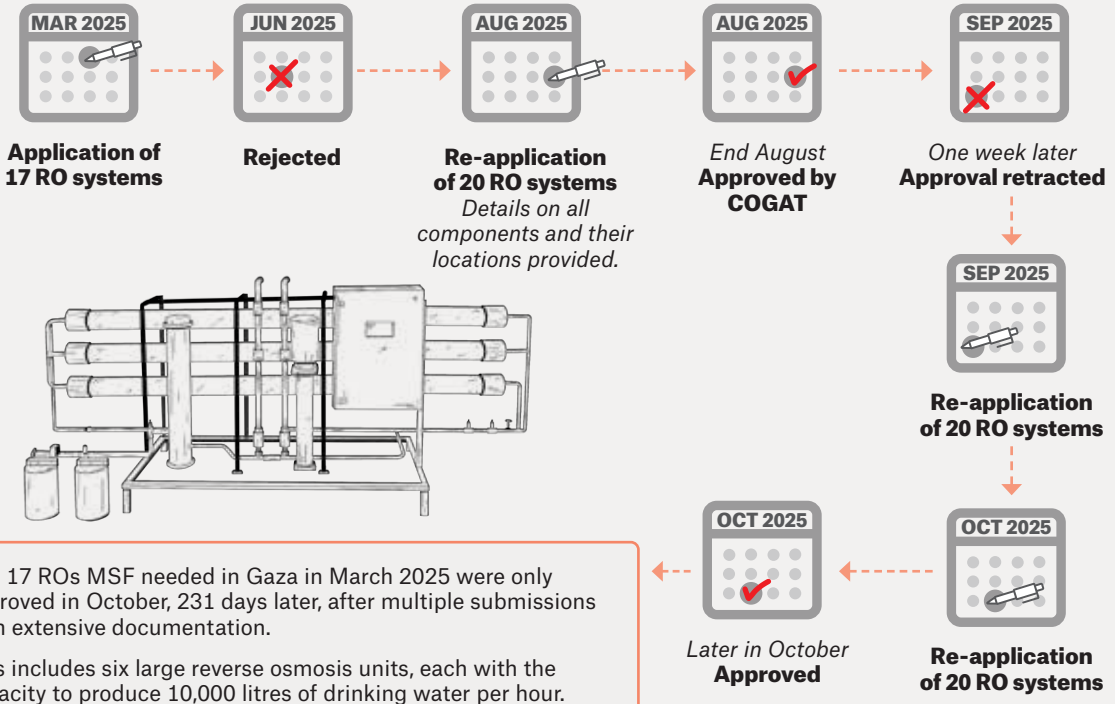 MAR 2025
Application of
17 RO systems
JUN 2025
Rejected
AUG 2025
Re-application
of 20 RO systems
Details on all
components and their
locations provided.
AUG 2025
End August
Approved by
COGAT
SEP 2025
One week later
Approval retracted
SEP 2025
Re-application
of 20 RO systems
OCT 2025
Re-application
of 20 RO systems
OCT 2025
Later in October
Approved
17 ROs MSF needed in Gaza in March 2025 were only
in October, 231 days later, after multiple submissions
extensive documentation.
includes six large reverse osmosis units, each with the
to produce 10,000 litres of drinking water per hour.